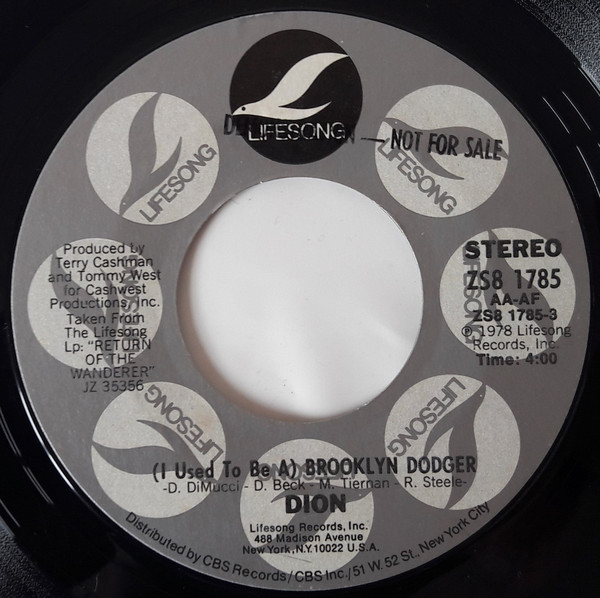 LIFESONG
NOT FOR SALE
LIFESONG
LIFESONG
Produced by
Terry Cashman
and Tommy West
for Cashwest
Productions, Inc.
Taken From
The Lifesong
Lp: "RETURN
OF THE
WANDERER"
JZ 35356
STEREO
ZS8 1785
AA-AF
ZS8 1785-3
℗ 1978 Lifesong
Records, Inc.
Time: 4:00
LIFESONG
LIFESONG
LIFESONG
LIFESONG
(I Used To Be A) BROOKLYN DODGER
-D. DiMucci - D. Beck - M. Tiernan - R. Steele-
DION
Lifesong Records, Inc.
488 Madison Avenue
New York, N.Y. 10022 U.S.A.
Distributed by CBS Records/CBS Inc./51 W. 52 St., New York City